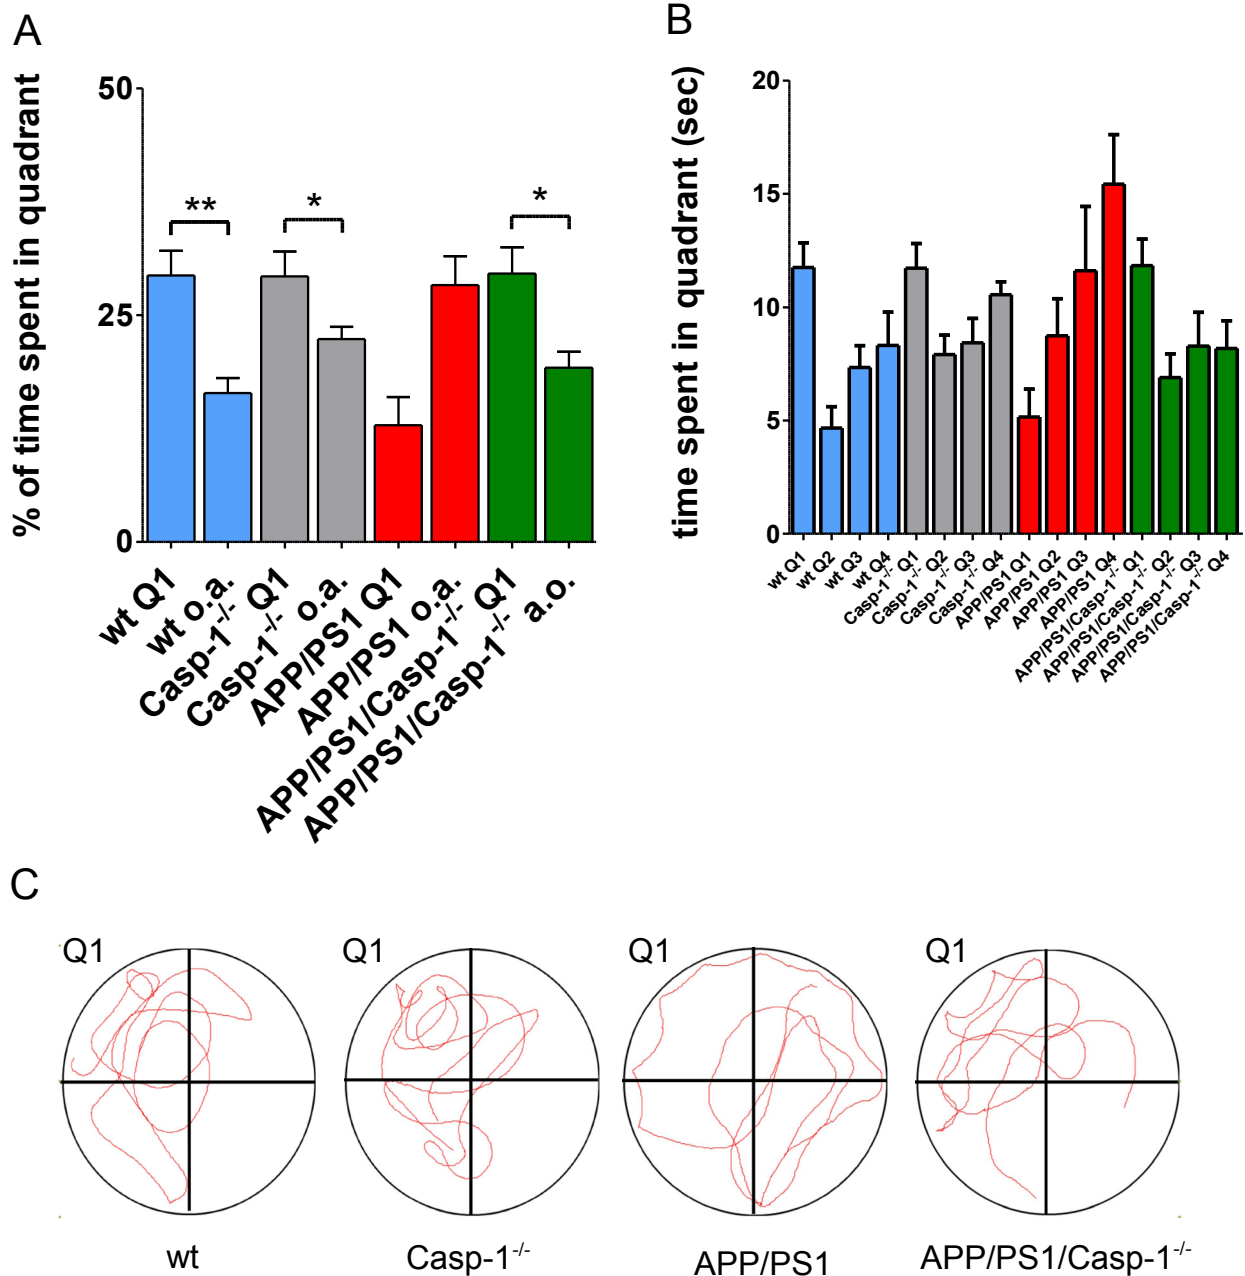 A
% of time spent in quadrant
50
25
0
**
*
*
wt Q1
wt o.a.
Casp-1⁻/⁻ Q1
Casp-1⁻/⁻ o.a.
APP/PS1 Q1
APP/PS1 o.a.
APP/PS1/Casp-1⁻/⁻ Q1
APP/PS1/Casp-1⁻/⁻ a.o.
B
time spent in quadrant (sec)
20
15
10
5
0
wt Q1
wt Q2
wt Q3
wt Q4
Casp-1⁻/⁻ Q1
Casp-1⁻/⁻ Q2
Casp-1⁻/⁻ Q3
Casp-1⁻/⁻ Q4
APP/PS1 Q1
APP/PS1 Q2
APP/PS1 Q3
APP/PS1 Q4
APP/PS1/Casp-1⁻/⁻ Q1
APP/PS1/Casp-1⁻/⁻ Q2
APP/PS1/Casp-1⁻/⁻ Q3
APP/PS1/Casp-1⁻/⁻ Q4
C
Q1
Q1
Q1
Q1
wt
Casp-1⁻/⁻
APP/PS1
APP/PS1/Casp-1⁻/⁻